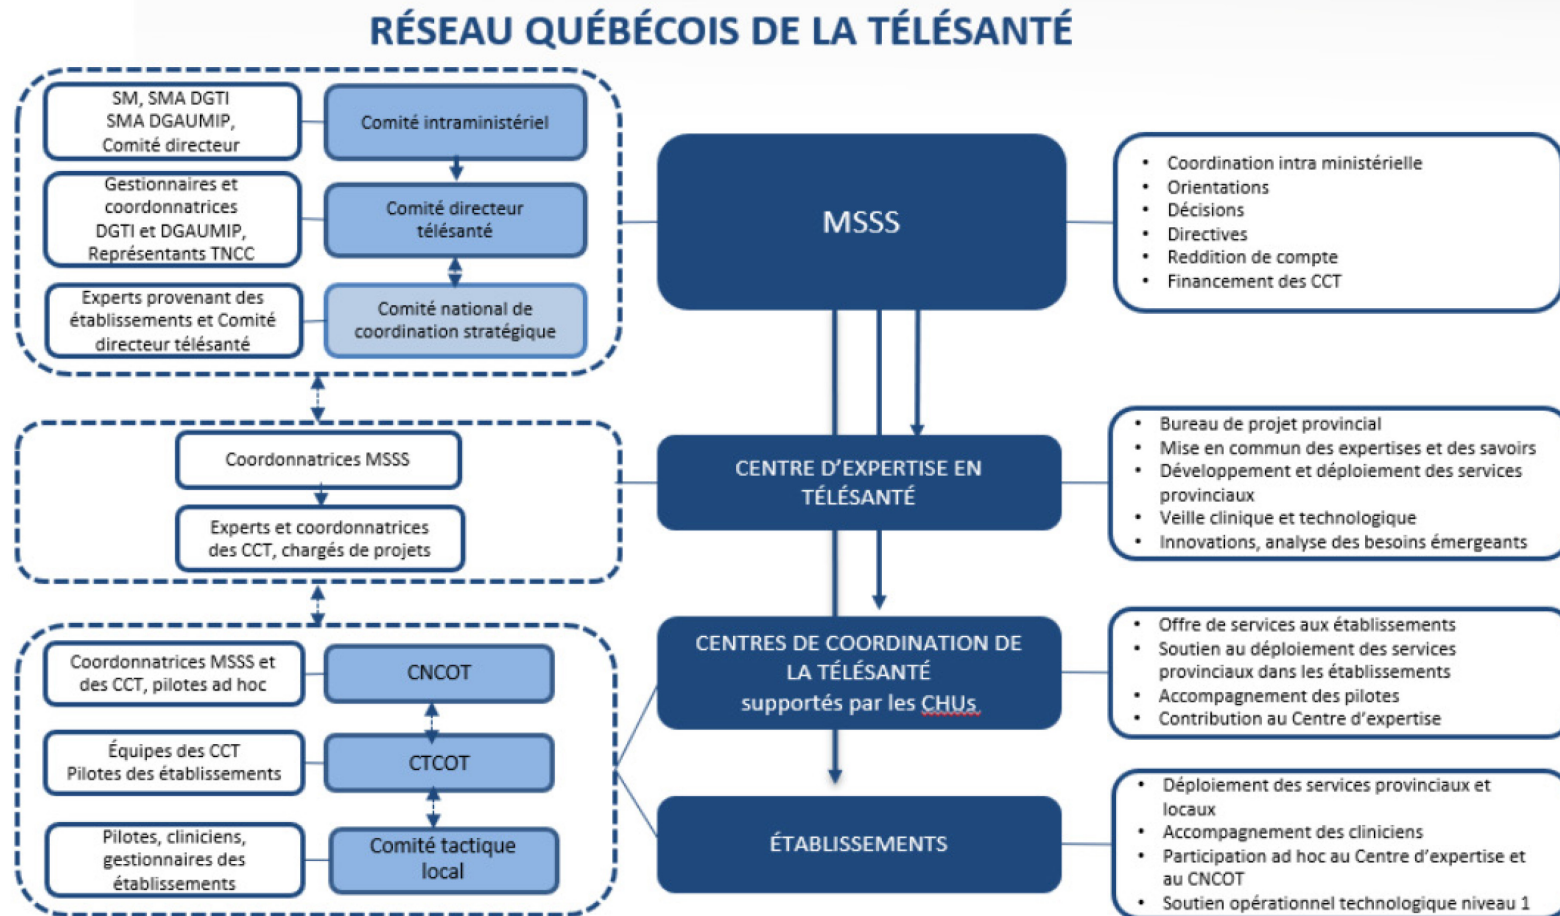 RÉSEAU QUÉBÉCOIS DE LA TÉLÉSANTÉ
SM, SMA DGTI
SMA DGAUMIP,
Comité directeur
Comité intraministériel
Gestionnaires et
coordonnatrices
DGTI et DGAUMIP,
Représentants TNCC
Comité directeur
télésanté
Experts provenant des
établissements et Comité
directeur télésanté
Comité national de
coordination stratégique
MSSS
• Coordination intra ministérielle
• Orientations
• Décisions
• Directives
• Reddition de compte
• Financement des CCT
Coordonnatrices MSSS
Experts et coordonnatrices
des CCT, chargés de projets
CENTRE D'EXPERTISE EN
TÉLÉSANTÉ
• Bureau de projet provincial
• Mise en commun des expertises et des savoirs
• Développement et déploiement des services
provinciaux
• Veille clinique et technologique
• Innovations, analyse des besoins émergeants
Coordonnatrices MSSS et
des CCT, pilotes ad hoc
CNCOT
Équipes des CCT
Pilotes des établissements
CTCOT
Pilotes, cliniciens,
gestionnaires des
établissements
Comité tactique
local
CENTRES DE COORDINATION DE
LA TÉLÉSANTÉ
supportés par les CHUs
• Offre de services aux établissements
• Soutien au déploiement des services
provinciaux dans les établissements
• Accompagnement des pilotes
• Contribution au Centre d'expertise
ÉTABLISSEMENTS
• Déploiement des services provinciaux et
locaux
• Accompagnement des cliniciens
• Participation ad hoc au Centre d'expertise et
au CNCOT
• Soutien opérationnel technologique niveau 1